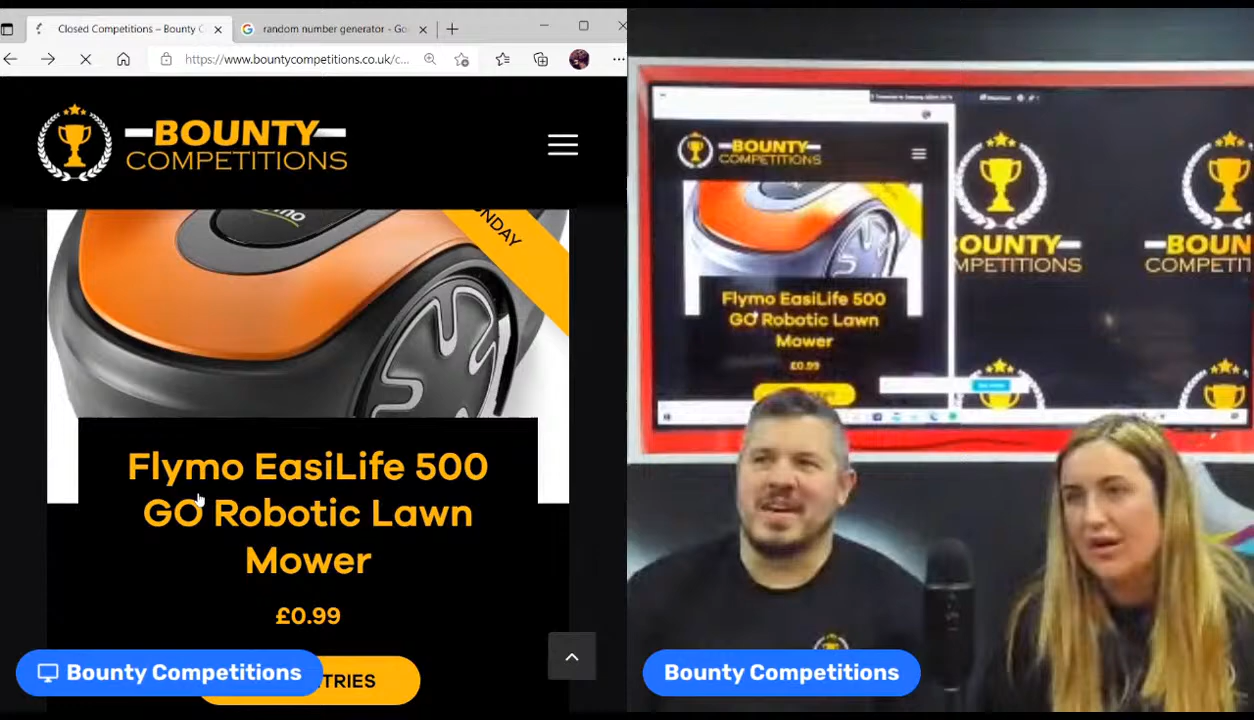 Closed Competitions – Bounty C
random number generator - Go
https://www.bountycompetitions.co.uk/c...
BOUNTY
COMPETITIONS
NDAY
Flymo EasiLife 500
GO Robotic Lawn
Mower
£0.99
TRIES
Bounty Competitions
BOUNTY
COMPETITIONS
Flymo EasiLife 500
GO Robotic Lawn
Mower
£0.99
OUNTY
MPETITIONS
BOUN
COMPETIT
Bounty Competitions